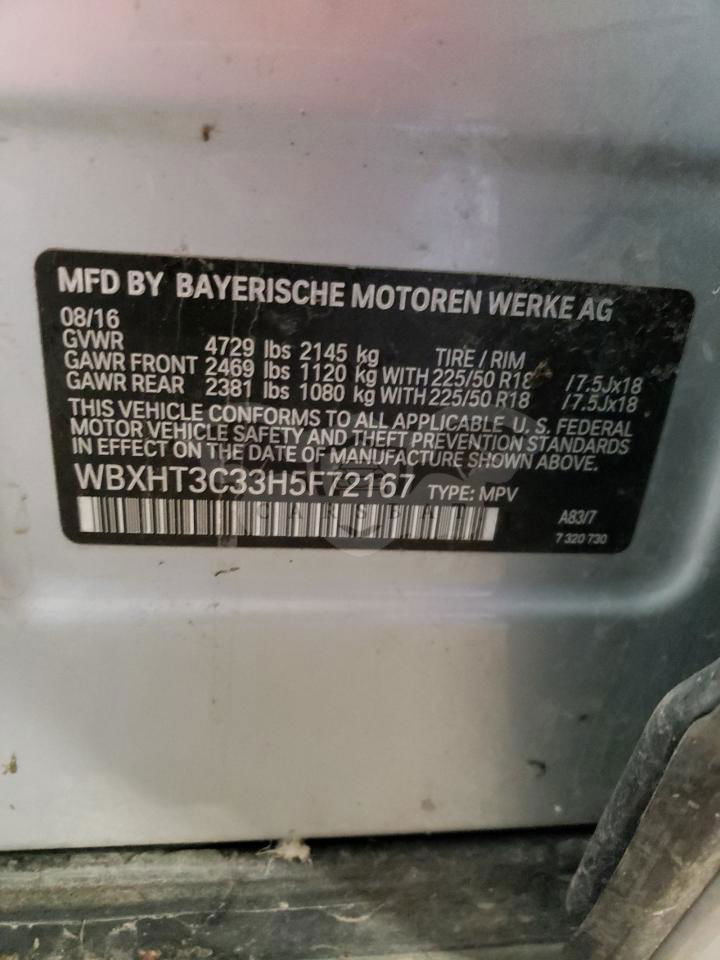 MFD BY BAYERISCHE MOTOREN WERKE AG
08/16
GVWR 4729 lbs 2145 kg TIRE / RIM
GAWR FRONT 2469 lbs 1120 kg WITH 225/50 R18 /7.5Jx18
GAWR REAR 2381 lbs 1080 kg WITH 225/50 R18 /7.5Jx18
THIS VEHICLE CONFORMS TO ALL APPLICABLE U. S. FEDERAL
MOTOR VEHICLE SAFETY AND THEFT PREVENTION STANDARDS
IN EFFECT ON THE DATE OF MANUFACTURE SHOWN ABOVE.
WBXHT3C33H5F72167 TYPE: MPV
A83/7
7 320 730